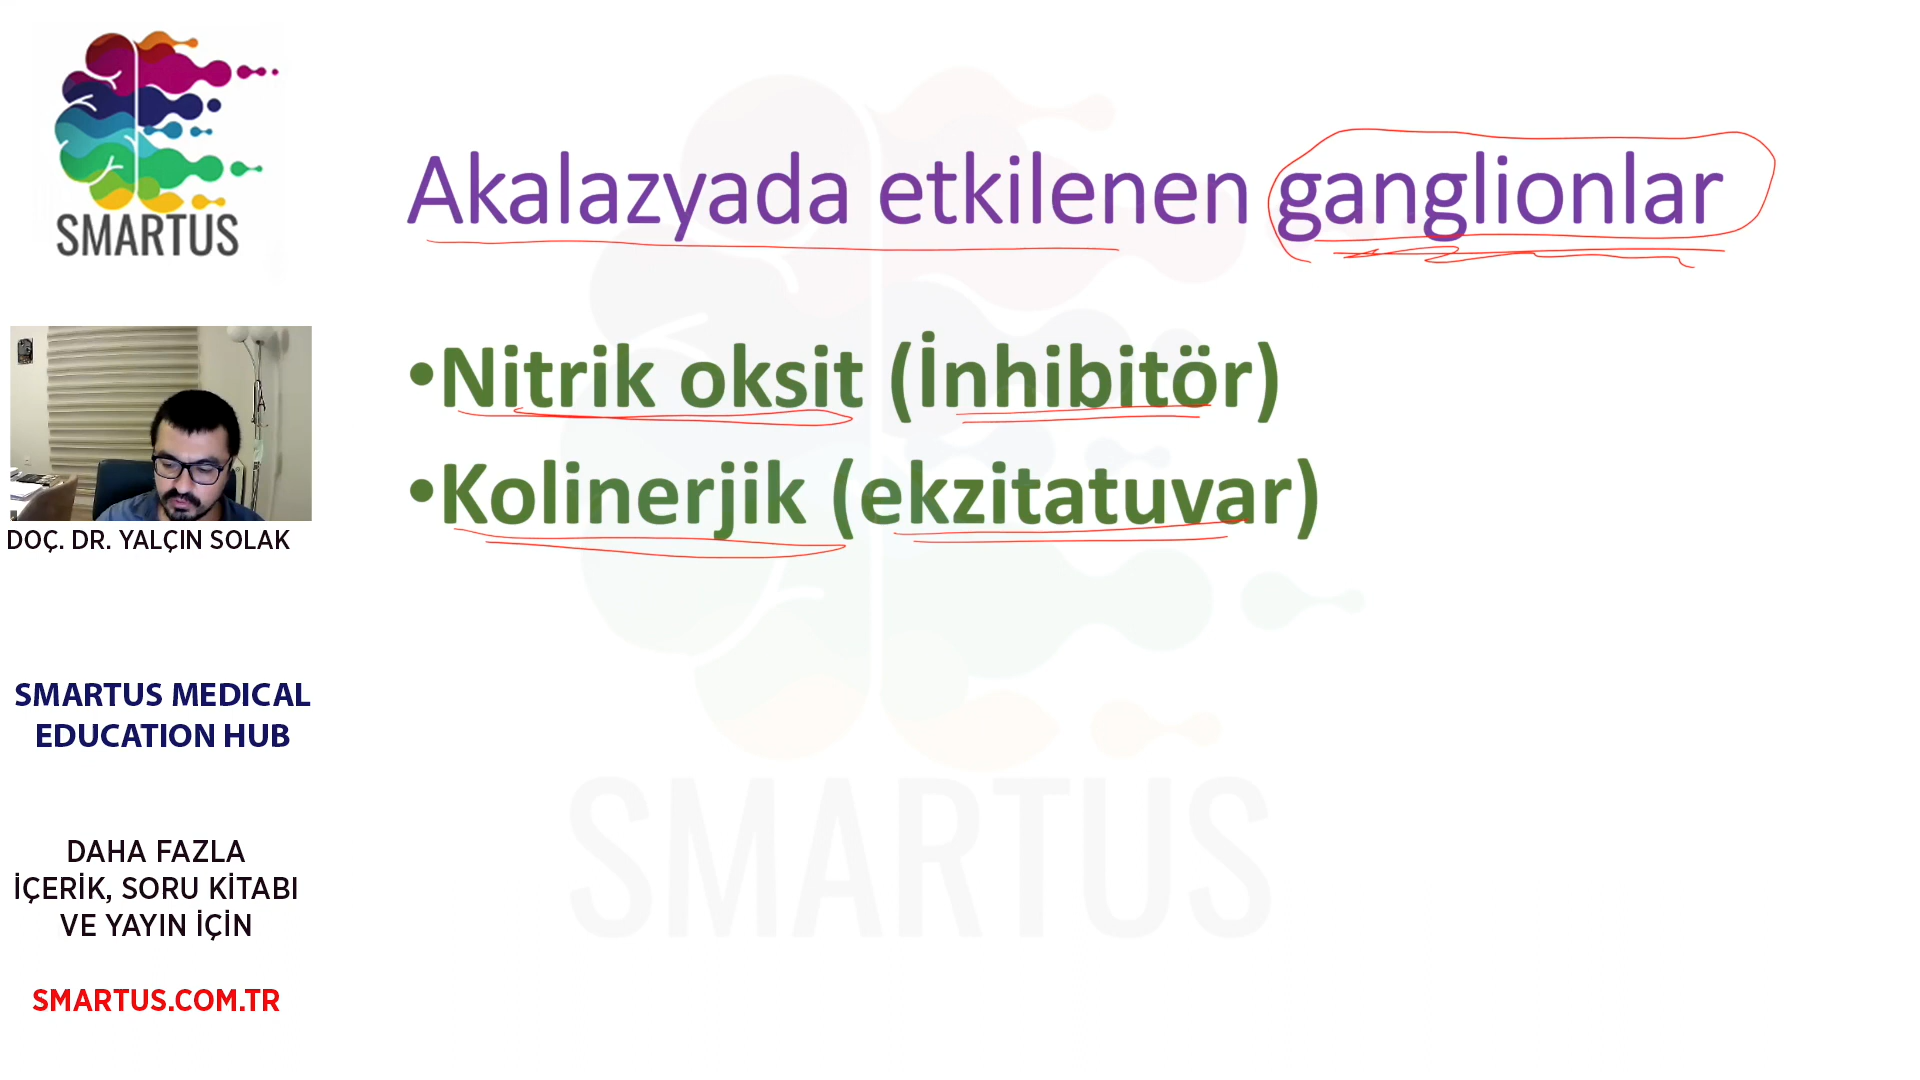 SMARTUS
Akalazyada etkilenen ganglionlar
•Nitrik oksit (İnhibitör)
•Kolinerjik (ekzitatuvar)
DOÇ. DR. YALÇIN SOLAK
SMARTUS MEDICAL
EDUCATION HUB
DAHA FAZLA
İÇERİK, SORU KİTABI
VE YAYIN İÇİN
SMARTUS.COM.TR
SMARTUS